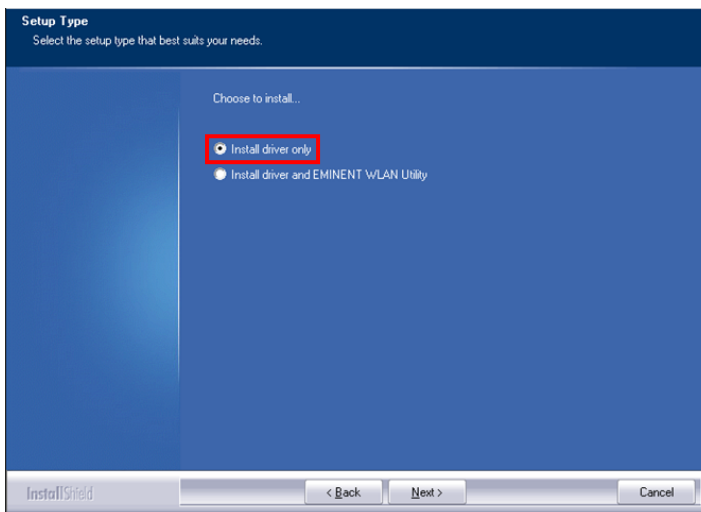 Setup Type
Select the setup type that best suits your needs.
Choose to install...
Install driver only
Install driver and EMINENT WLAN Utility
InstallShield
< Back
Next >
Cancel